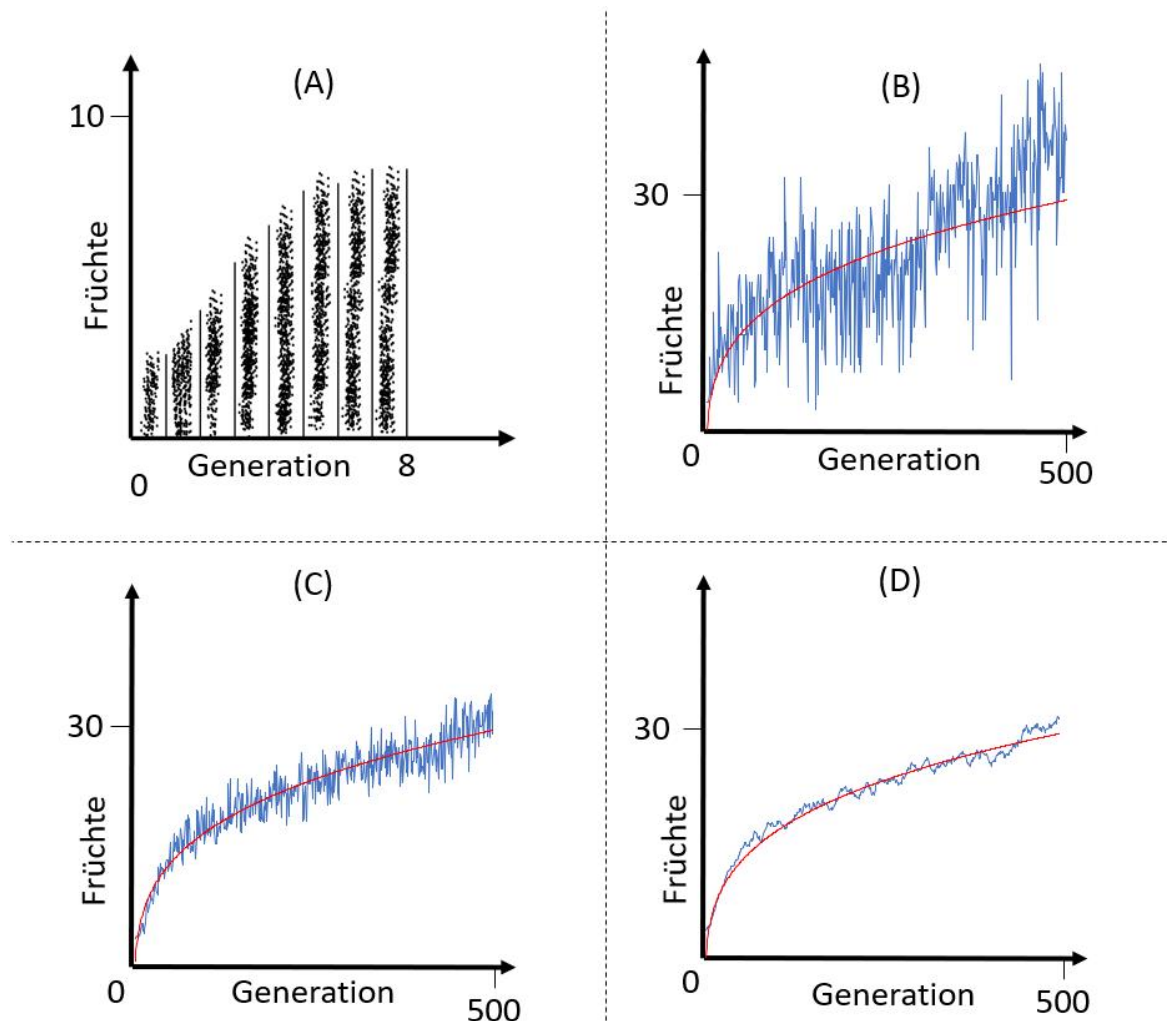 (A)
10
Früchte
0
Generation
8
(B)
30
Früchte
0
Generation
500
(C)
30
Früchte
0
Generation
500
(D)
30
Früchte
0
Generation
500